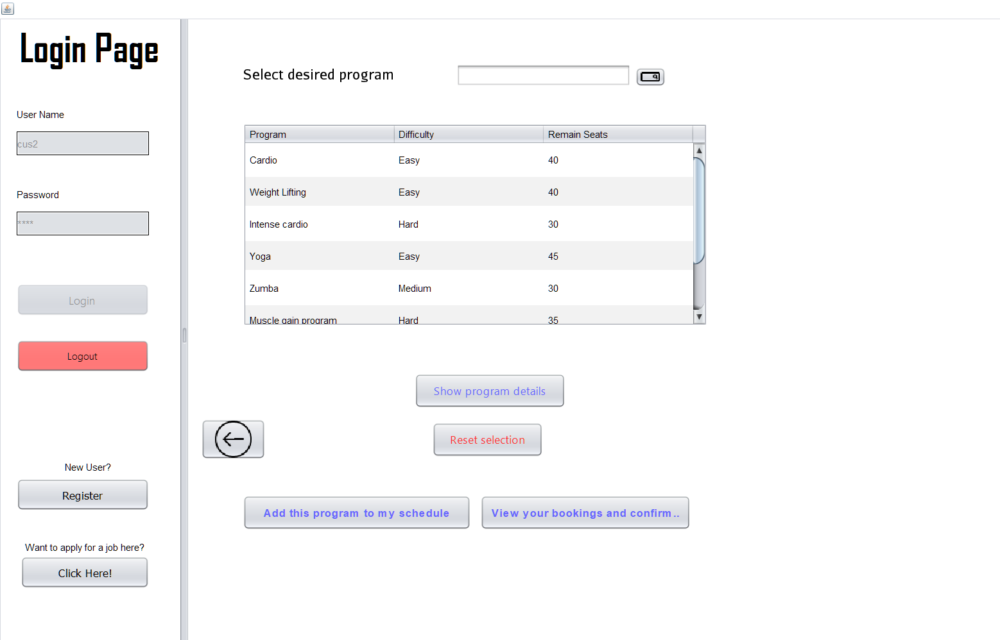 Login Page
User Name
cus2
Password
****
Login
Logout
New User?
Register
Want to apply for a job here?
Click Here!
Select desired program
Program Difficulty Remain Seats
Cardio Easy 40
Weight Lifting Easy 40
Intense cardio Hard 30
Yoga Easy 45
Zumba Medium 30
Muscle gain program Hard 35
Show program details
Reset selection
Add this program to my schedule
View your bookings and confirm..